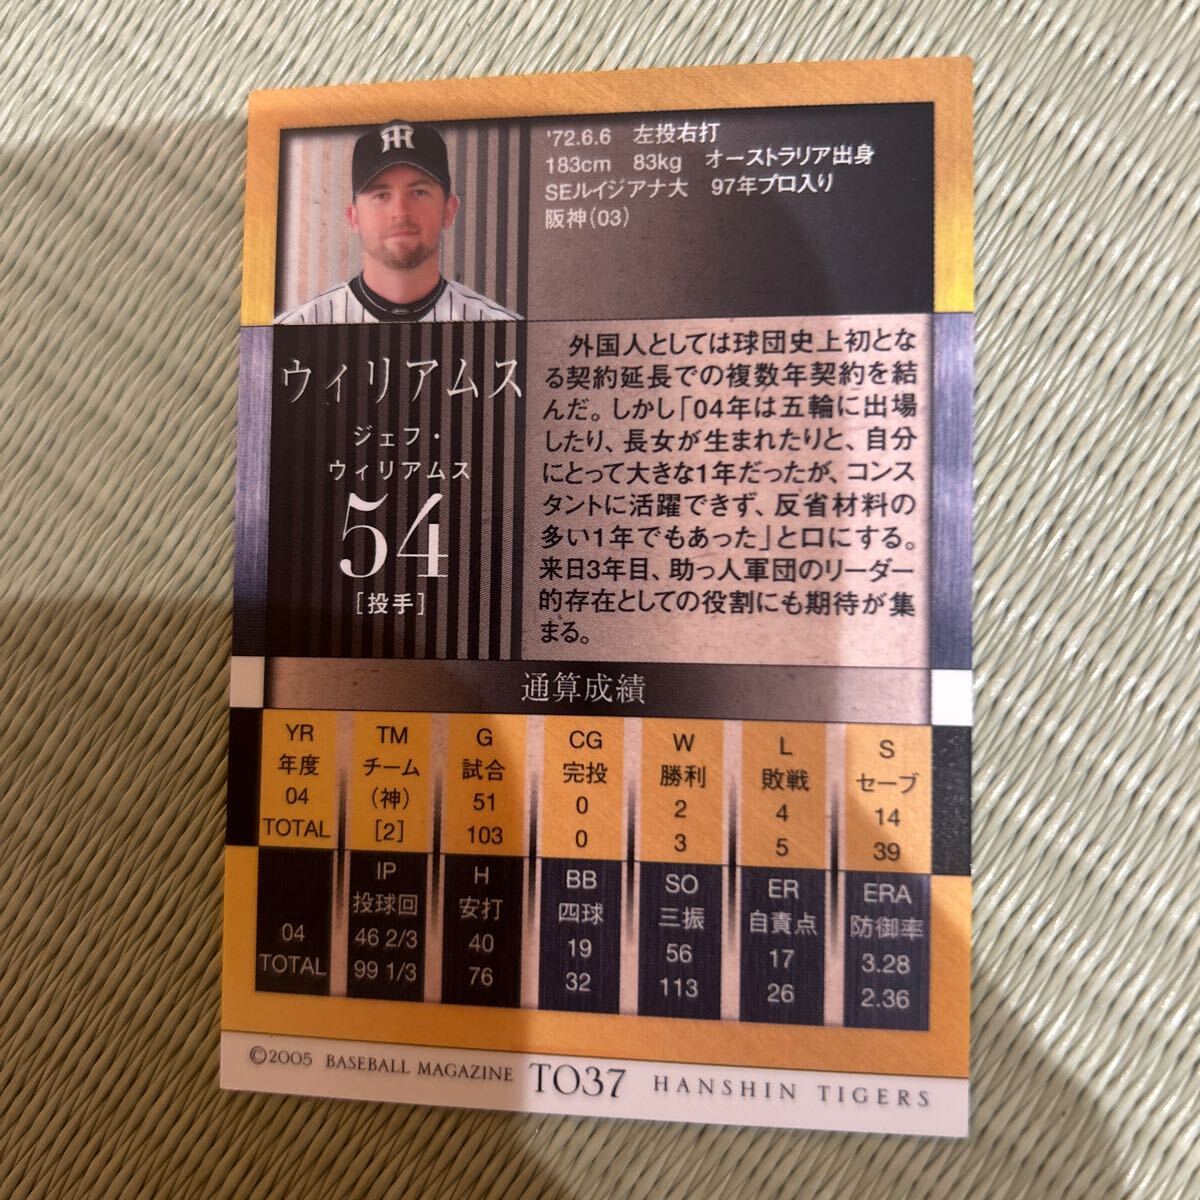 '72.6.6 左投右打
183cm 83kg オーストラリア出身
SEルイジアナ大 97年プロ入り
阪神(03)
ウィリアムス
ジェフ・
ウィリアムス
54
[投手]
外国人としては球団史上初とな
る契約延長での複数年契約を結
んだ。しかし「04年は五輪に出場
したり、長女が生まれたりと、自分
にとって大きな1年だったが、コンス
タントに活躍できず、反省材料の
多い1年でもあった」と口にする。
来日3年目、助っ人軍団のリーダー
的存在としての役割にも期待が集
まる。
通算成績
YR TM G CG W L S
年度 チーム 試合 完投 勝利 敗戦 セーブ
04 (神) 51 0 2 4 14
TOTAL [2] 103 0 3 5 39
IP H BB SO ER ERA
投球回 安打 四球 三振 自責点 防御率
04 46 2/3 40 19 56 17 3.28
TOTAL 99 1/3 76 32 113 26 2.36
©2005 BASEBALL MAGAZINE TO37 HANSHIN TIGERS